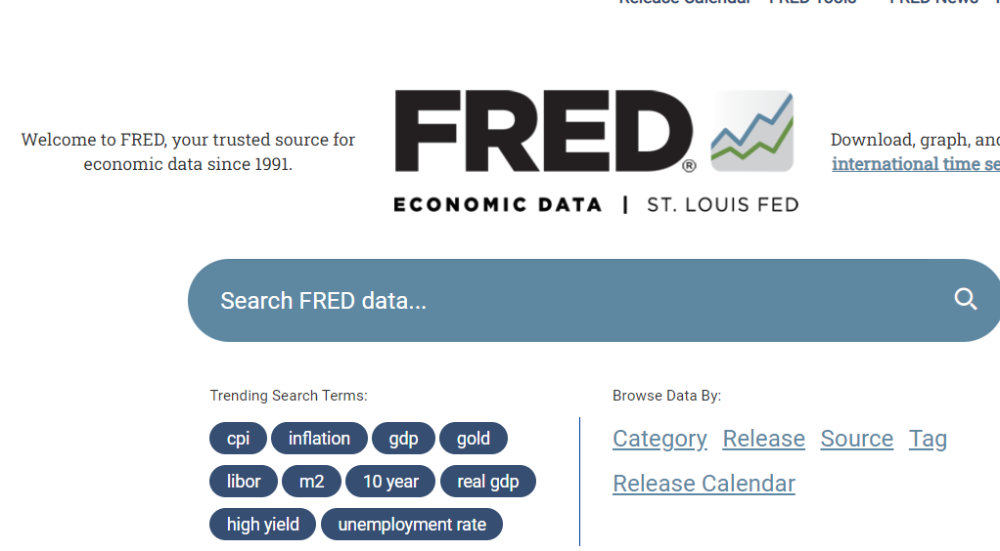 Release Calendar FRED Tools FRED News
Welcome to FRED, your trusted source for
economic data since 1991.
FRED®
ECONOMIC DATA | ST. LOUIS FED
Download, graph, and
international time se
Search FRED data...
Trending Search Terms:
cpi inflation gdp gold
libor m2 10 year real gdp
high yield unemployment rate
Browse Data By:
Category Release Source Tag
Release Calendar